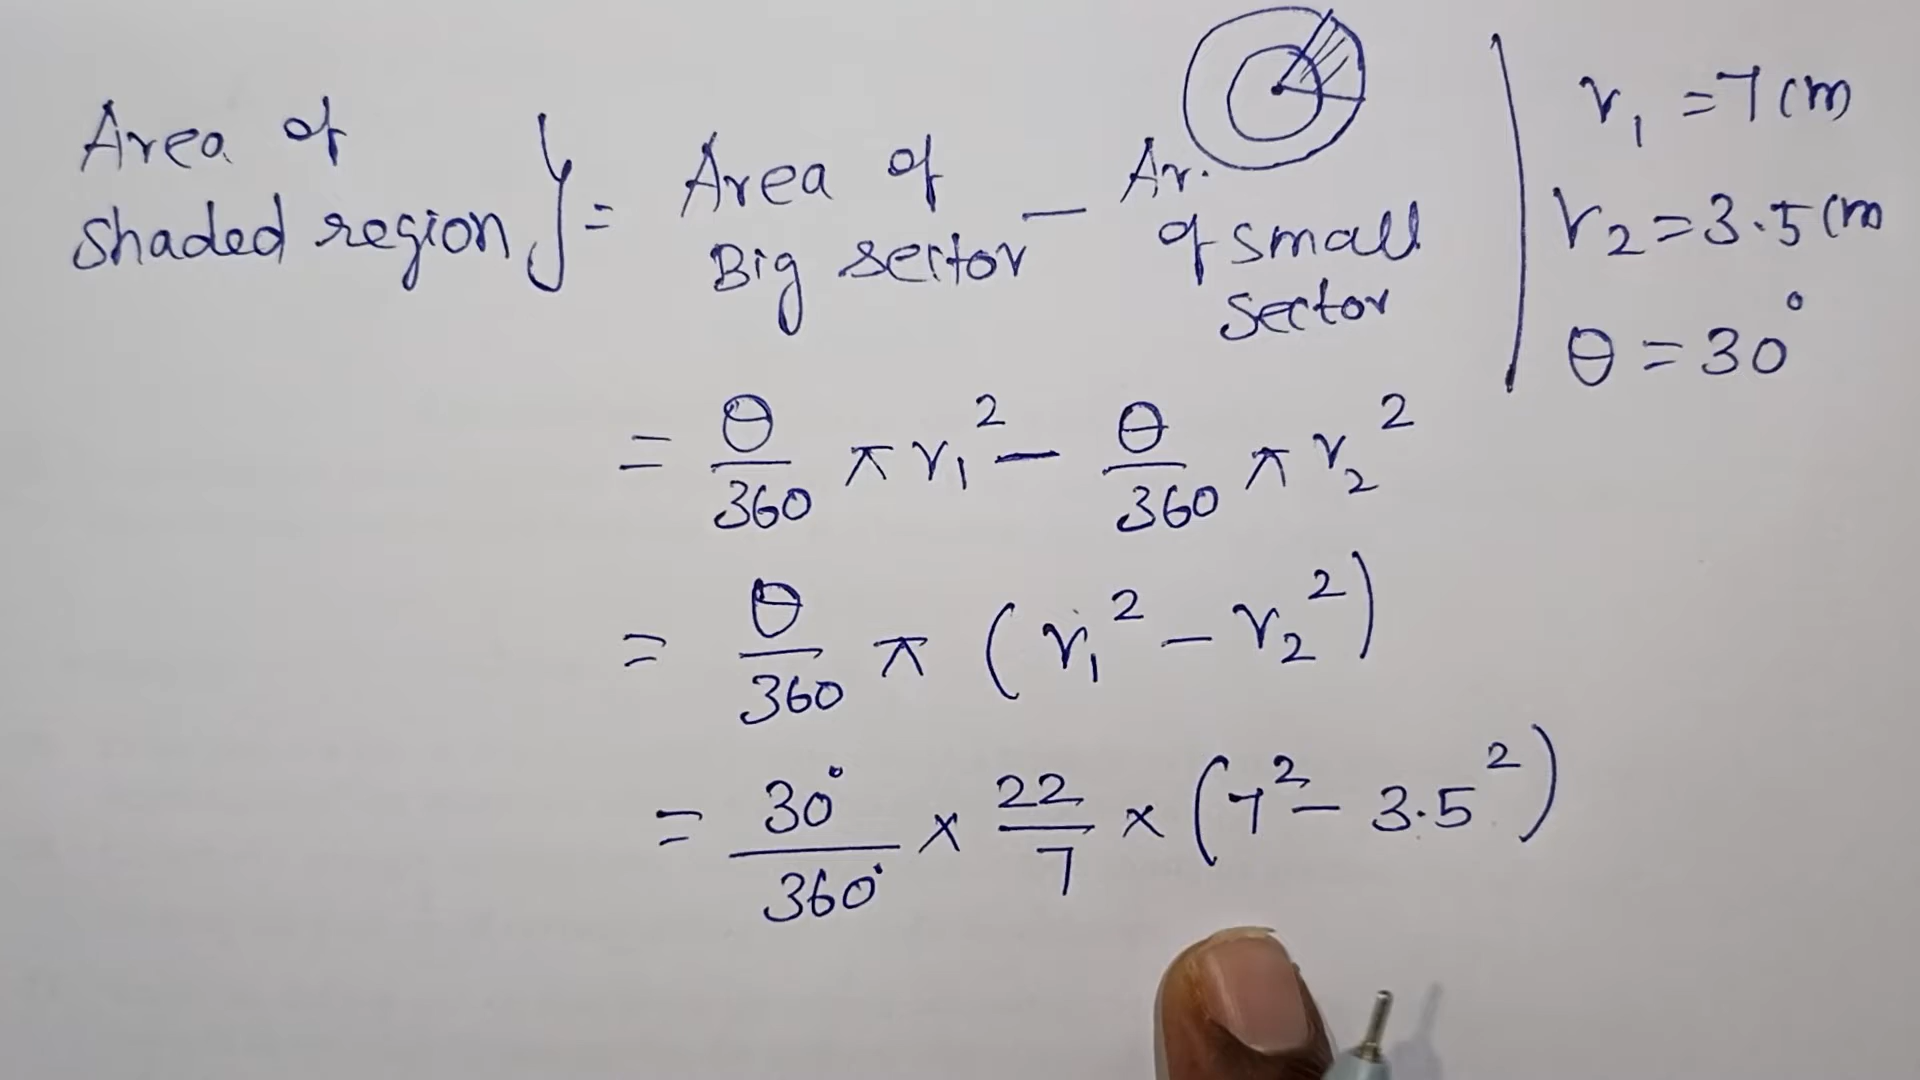 Area of shaded region } = Area of Big sector - Ar. of small sector
r₁ = 7 cm
r₂ = 3.5 cm
θ = 30°
= θ/360 π r₁² - θ/360 π r₂²
= θ/360 π (r₁² - r₂²)
= 30°/360° × 22/7 × (7² - 3.5²)